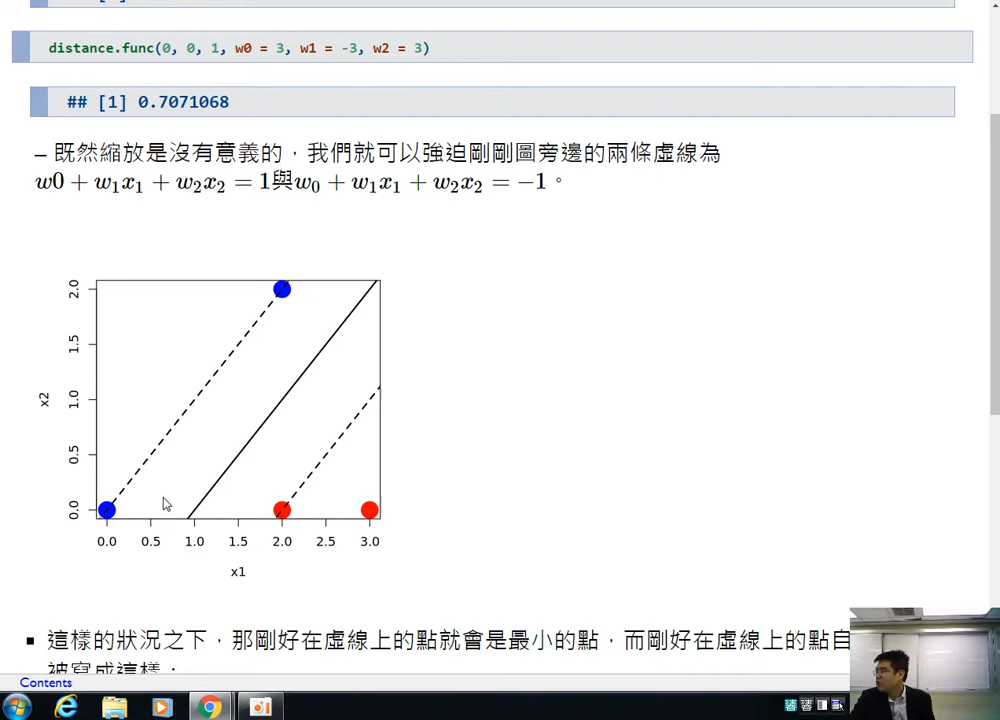 distance.func(0, 0, 1, w0 = 3, w1 = -3, w2 = 3)
## [1] 0.7071068
– 既然縮放是沒有意義的，我們就可以強迫剛剛圖旁邊的兩條虛線為
w0 + w₁x₁ + w₂x₂ = 1與w₀ + w₁x₁ + w₂x₂ = −1。
2.0
1.5
x2
1.0
0.5
0.0
0.0 0.5 1.0 1.5 2.0 2.5 3.0
x1
▪ 這樣的狀況之下，那剛好在虛線上的點就會是最小的點，而剛好在虛線上的點自
被寫成這樣：
Contents